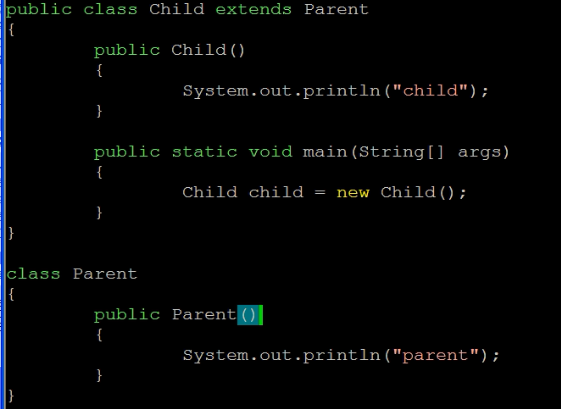 public class Child extends Parent
{
        public Child()
        {
                System.out.println("child");
        }

        public static void main(String[] args)
        {
                Child child = new Child();
        }
}

class Parent
{
        public Parent()
        {
                System.out.println("parent");
        }
}